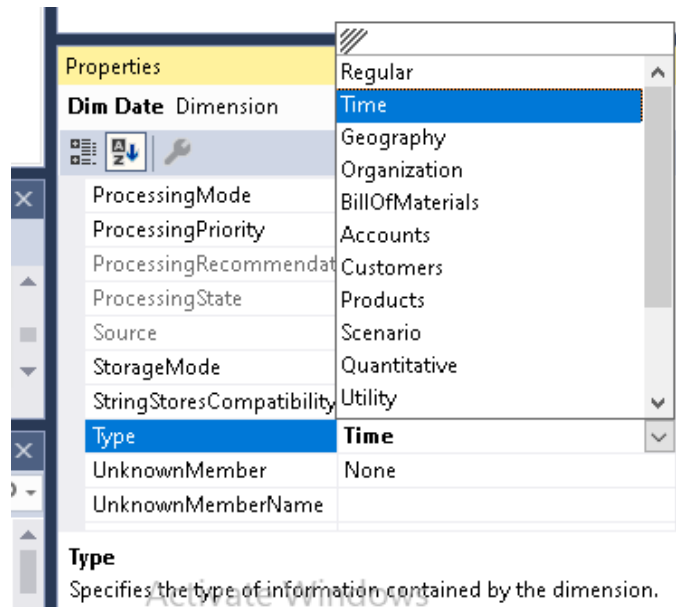 Properties
Dim Date Dimension
Regular
Time
Geography
Organization
BillOfMaterials
Accounts
Customers
Products
Scenario
Quantitative
Utility
ProcessingMode
ProcessingPriority
ProcessingRecommendat
ProcessingState
Source
StorageMode
StringStoresCompatibility
Type Time
UnknownMember None
UnknownMemberName
Type
Specifies the type of information contained by the dimension.
Activate Windows